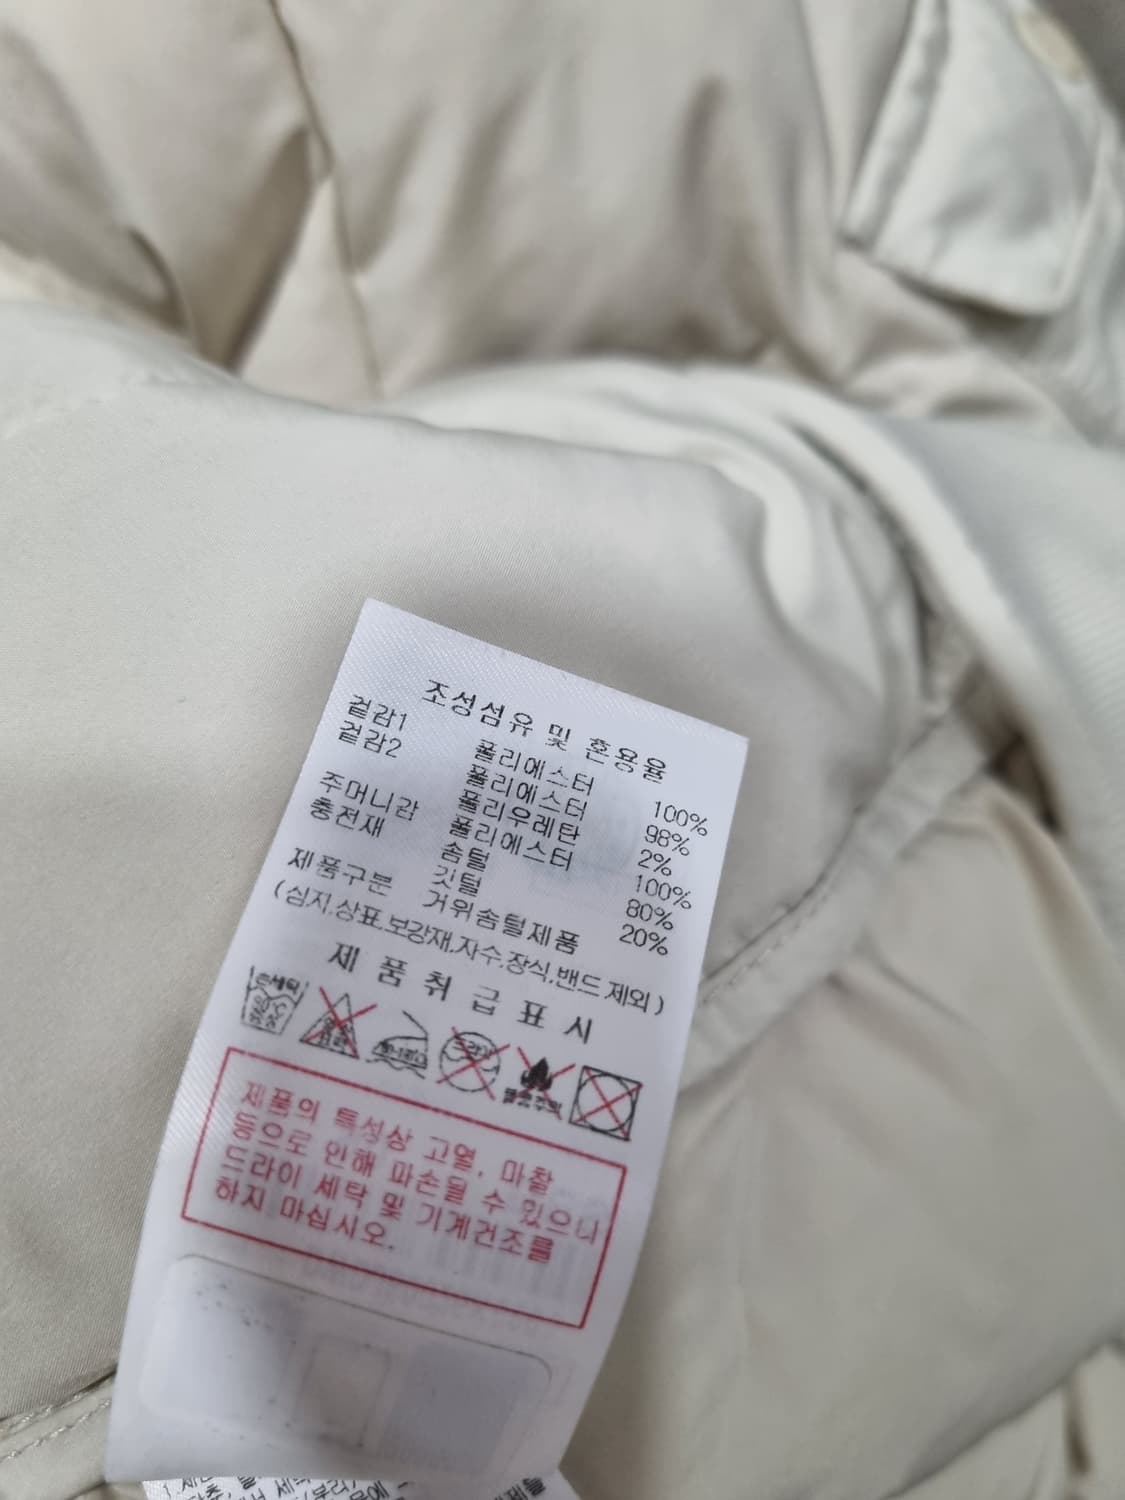 조성섬유 및 혼용율
겉감1 폴리에스터 100%
겉감2 폴리에스터 98%
폴리우레탄 2%
주머니감 폴리에스터 100%
충전재 솜털 80%
깃털 20%
제품구분 거위솜털제품
(심지,상표,보강재,자수,장식,밴드 제외)
제 품 취 급 표 시
손세탁
드라이
제품의 특성상 고열, 마찰
등으로 인해 파손될 수 있으니
드라이 세탁 및 기계건조를
하지 마십시오.